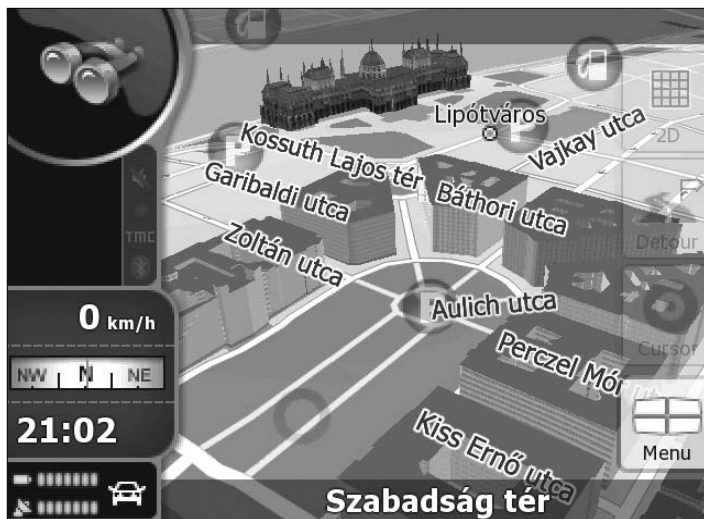 Lipótváros
P
P
Kossuth Lajos tér
Vajkay utca
2D
Garibaldi utca
Báthori utca
TMC
Zoltán utca
Detour
0 km/h
Aulich utca
Perczel Mór ut
Cursor
NW N NE
21:02
Kiss Ernő utca
Menu
Szabadság tér